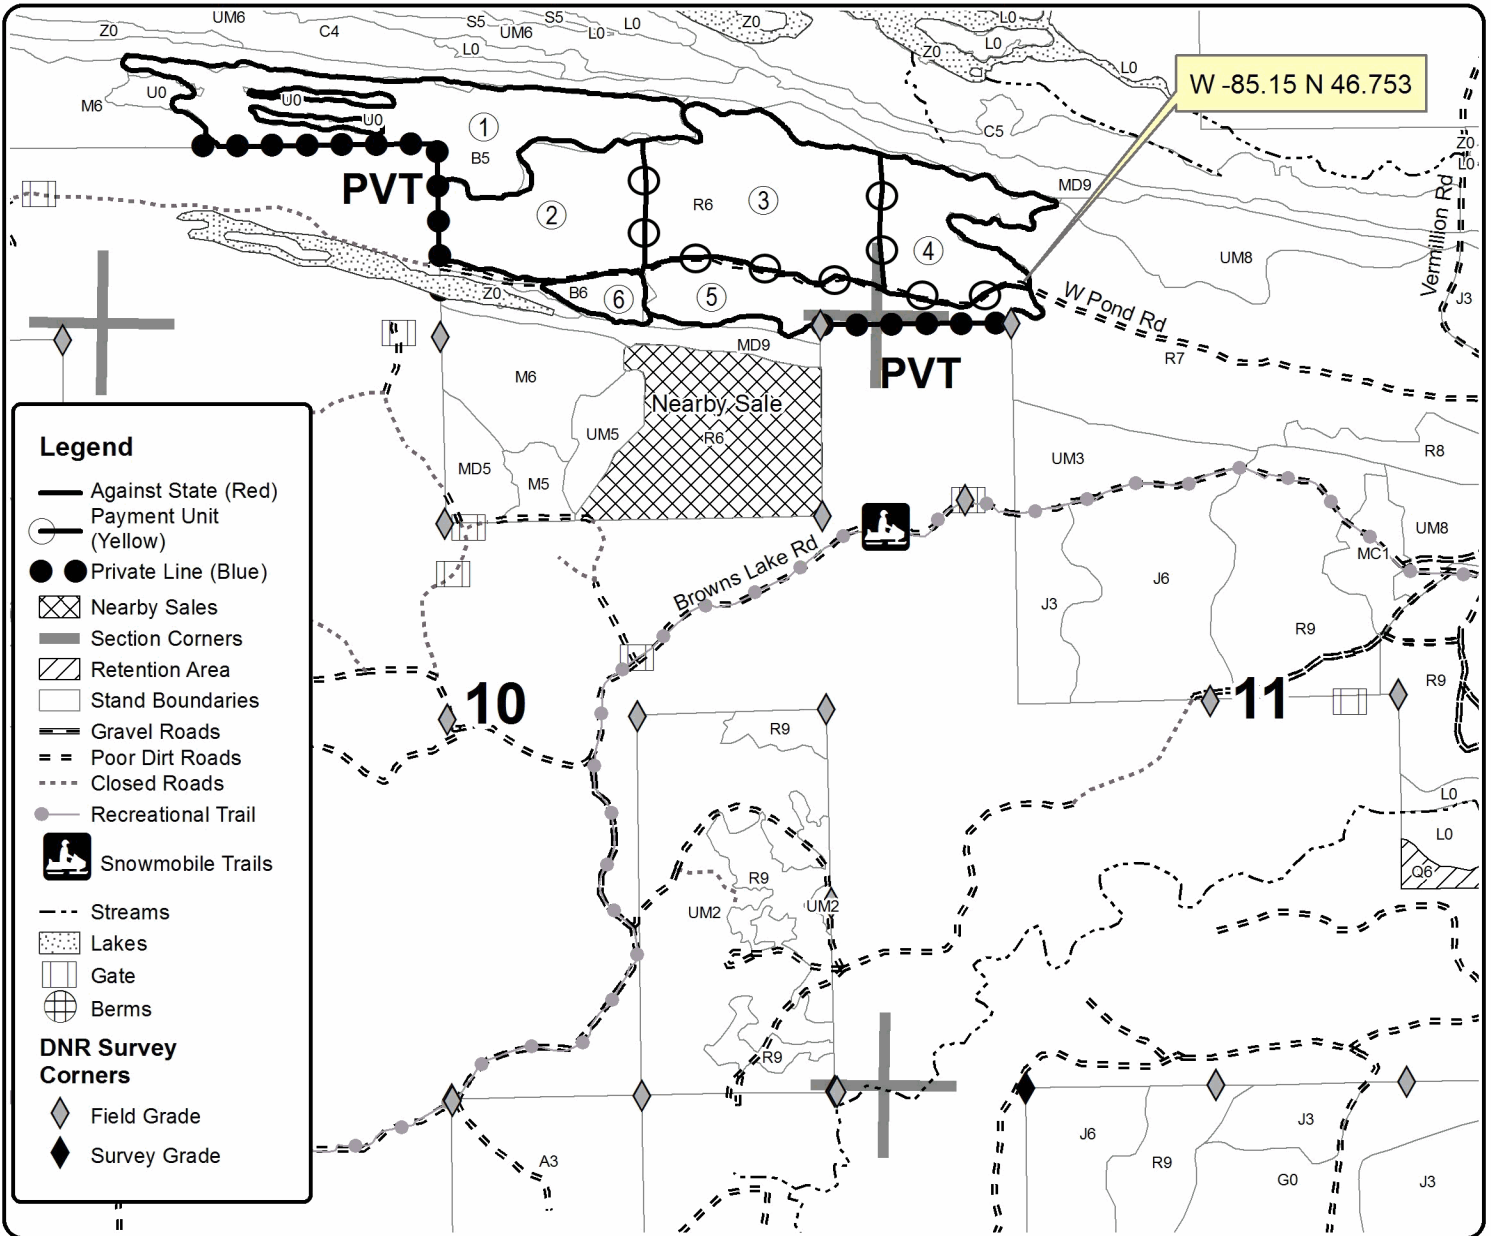 UM6
Z0
C4
S5
S5
UM6
L0
L0
L0
Z0
L0
L0
Z0
L0
W -85.15 N 46.753
U0
M6
U0
U0
1
B5
C5
Z0
L0
PVT
MD9
2
R6
3
4
UM8
Vermillion Rd
J3
Z0
B6
6
5
W Pond Rd
MD9
R7
PVT
M6
Nearby Sale
R6
UM5
MD5
M5
UM3
R8
UM8
MC1
Browns Lake Rd
J6
J3
R9
R9
10
11
R9
L0
L0
Q6
R9
UM2
UM2
R9
A3
J6
R9
J3
G0
J3
Legend
Against State (Red)
Payment Unit
(Yellow)
Private Line (Blue)
Nearby Sales
Section Corners
Retention Area
Stand Boundaries
Gravel Roads
Poor Dirt Roads
Closed Roads
Recreational Trail
Snowmobile Trails
Streams
Lakes
Gate
Berms
DNR Survey
Corners
Field Grade
Survey Grade